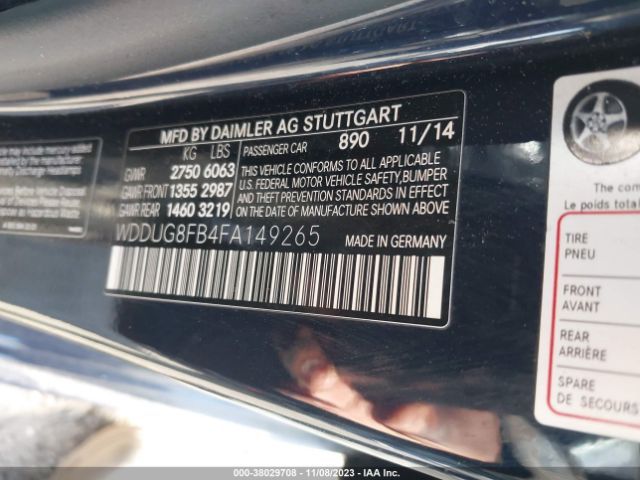 MFD BY DAIMLER AG STUTTGART
KG LBS PASSENGER CAR 890 11/14
GVWR 2750 6063
GAWR FRONT 1355 2987
GAWR REAR 1460 3219
THIS VEHICLE CONFORMS TO ALL APPLICABLE
U.S. FEDERAL MOTOR VEHICLE SAFETY, BUMPER
AND THEFT PREVENTION STANDARDS IN EFFECT
ON THE DATE OF MANUFACTURE SHOWN ABOVE.
WDDUG8FB4FA149265 MADE IN GERMANY
The com
Le poids total
TIRE
PNEU
FRONT
AVANT
REAR
ARRIÈRE
SPARE
DE SECOURS
000-38029708 - 11/08/2023 - IAA Inc.